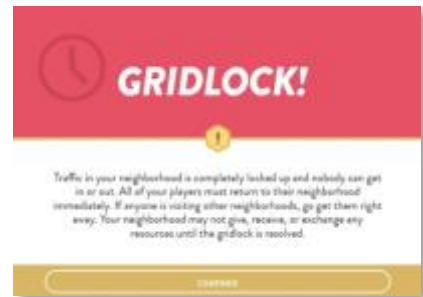 GRIDLOCK!
!
Traffic in your neighborhood is completely locked up and nobody can get
in or out. All of your players must return to their neighborhood
immediately. If anyone is visiting other neighborhoods, go get them right
away. Your neighborhood may not give, receive, or exchange any
resources until the gridlock is resolved.